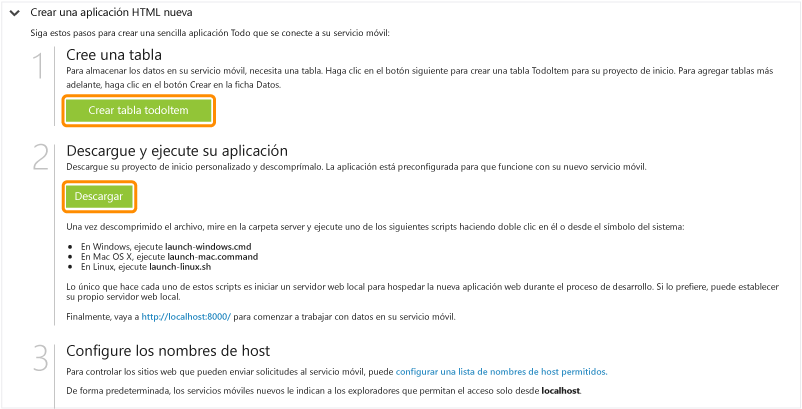 Crear una aplicación HTML nueva
Siga estos pasos para crear una sencilla aplicación Todo que se conecte a su servicio móvil:
1
Cree una tabla
Para almacenar los datos en su servicio móvil, necesita una tabla. Haga clic en el botón siguiente para crear una tabla TodoItem para su proyecto de inicio. Para agregar tablas más
adelante, haga clic en el botón Crear en la ficha Datos.
Crear tabla todoItem
2
Descargue y ejecute su aplicación
Descargue su proyecto de inicio personalizado y descomprímalo. La aplicación está preconfigurada para que funcione con su nuevo servicio móvil.
Descargar
Una vez descomprimido el archivo, mire en la carpeta server y ejecute uno de los siguientes scripts haciendo doble clic en él o desde el símbolo del sistema:
• En Windows, ejecute launch-windows.cmd
• En Mac OS X, ejecute launch-mac.command
• En Linux, ejecute launch-linux.sh
Lo único que hace cada uno de estos scripts es iniciar un servidor web local para hospedar la nueva aplicación web durante el proceso de desarrollo. Si lo prefiere, puede establecer
su propio servidor web local.
Finalmente, vaya a http://localhost:8000/ para comenzar a trabajar con datos en su servicio móvil.
3
Configure los nombres de host
Para controlar los sitios web que pueden enviar solicitudes al servicio móvil, puede configurar una lista de nombres de host permitidos.
De forma predeterminada, los servicios móviles nuevos le indican a los exploradores que permitan el acceso solo desde localhost.